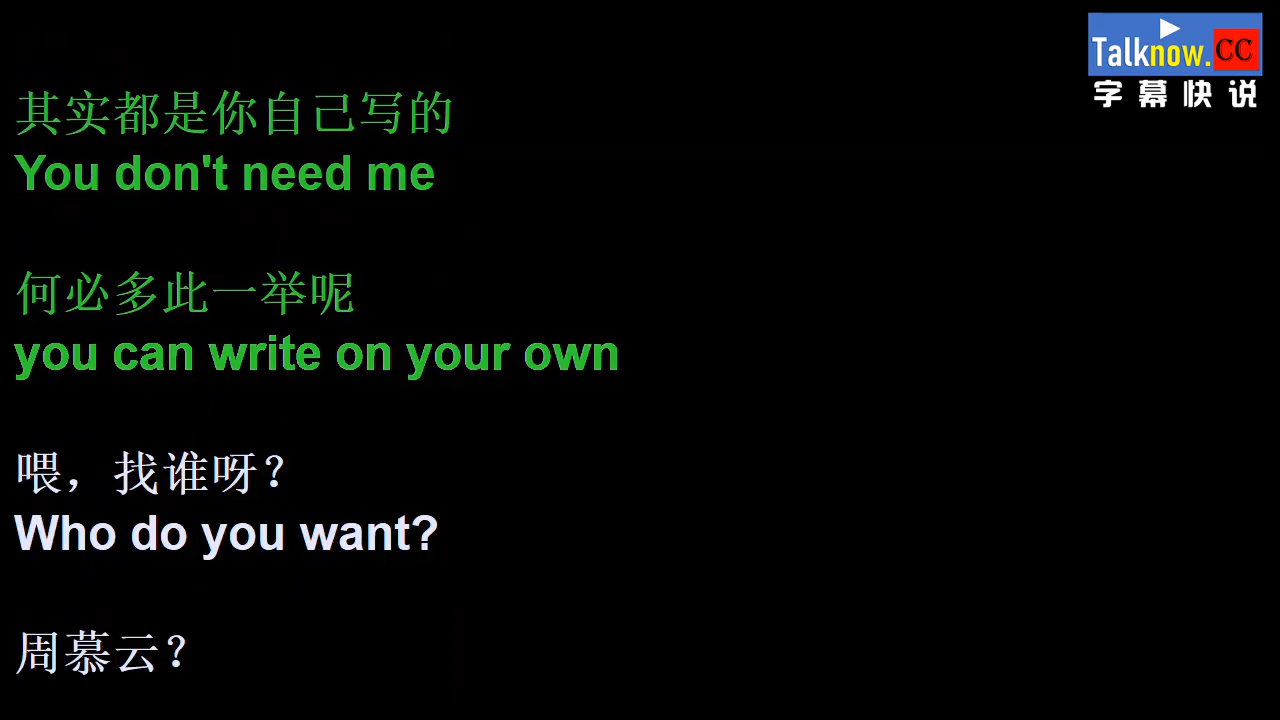 Talknow.CC
字幕快说
其实都是你自己写的
You don't need me
何必多此一举呢
you can write on your own
喂，找谁呀？
Who do you want?
周慕云？